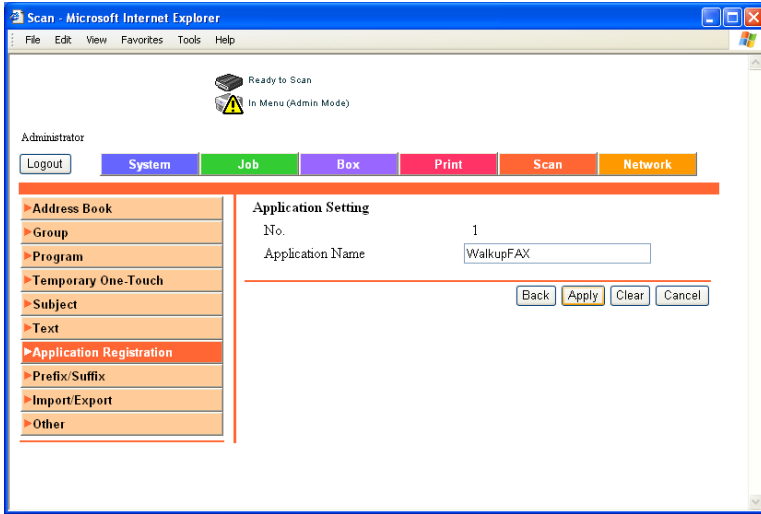 Scan - Microsoft Internet Explorer
File Edit View Favorites Tools Help
Ready to Scan
In Menu (Admin Mode)
Administrator
Logout System Job Box Print Scan Network
Address Book
Group
Program
Temporary One-Touch
Subject
Text
Application Registration
Prefix/Suffix
Import/Export
Other
Application Setting
No. 1
Application Name WalkupFAX
Back Apply Clear Cancel